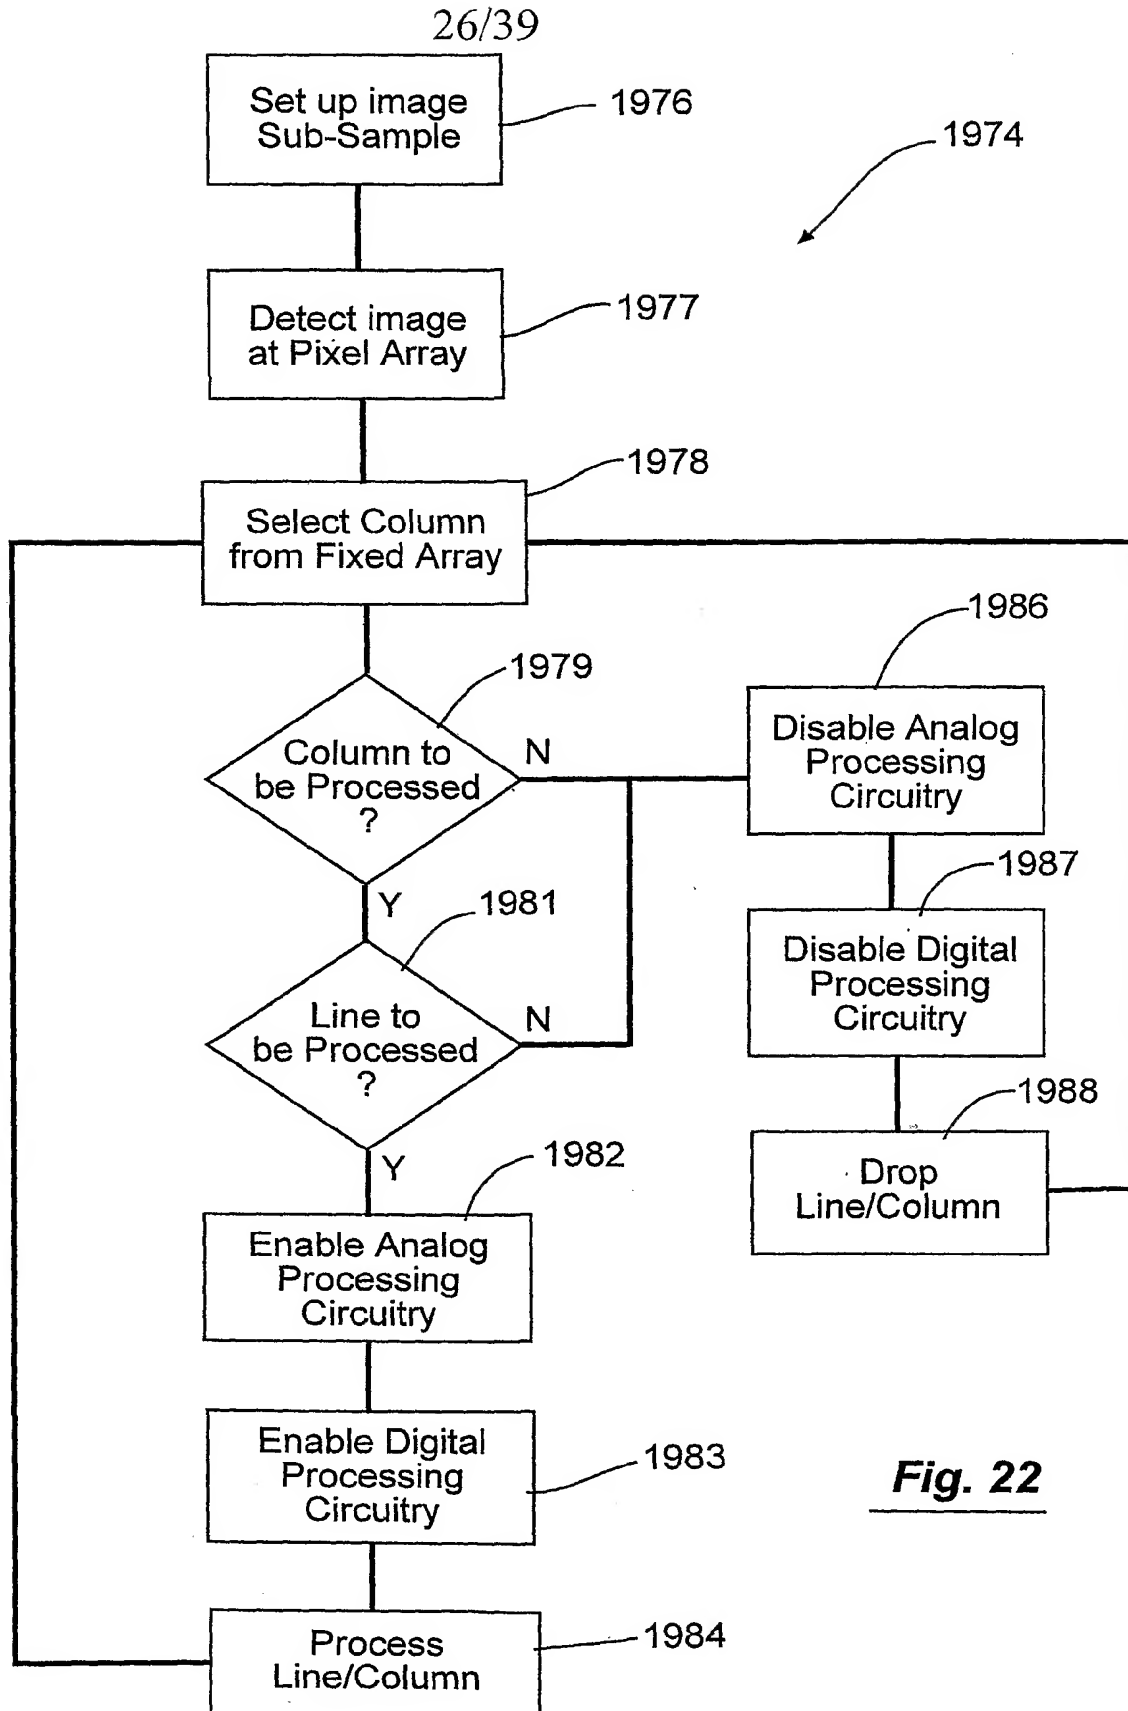 26/39
Set up image
Sub-Sample
1976
1974
Detect image
at Pixel Array
1977
Select Column
from Fixed Array
1978
Column to
be Processed
?
1979
N
Y
Disable Analog
Processing
Circuitry
1986
Line to
be Processed
?
1981
N
Y
Disable Digital
Processing
Circuitry
1987
Drop
Line/Column
1988
Enable Analog
Processing
Circuitry
1982
Enable Digital
Processing
Circuitry
1983
Process
Line/Column
1984
Fig. 22